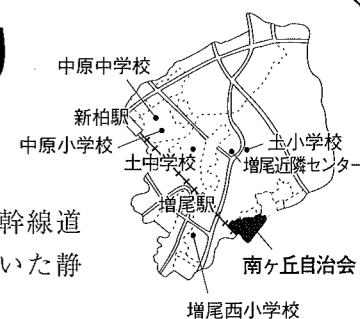 中原中学校
新柏駅
中原小学校
土小学校
土中学校
増尾近隣センター
増尾駅
幹線道
いた静
南ヶ丘自治会
増尾西小学校